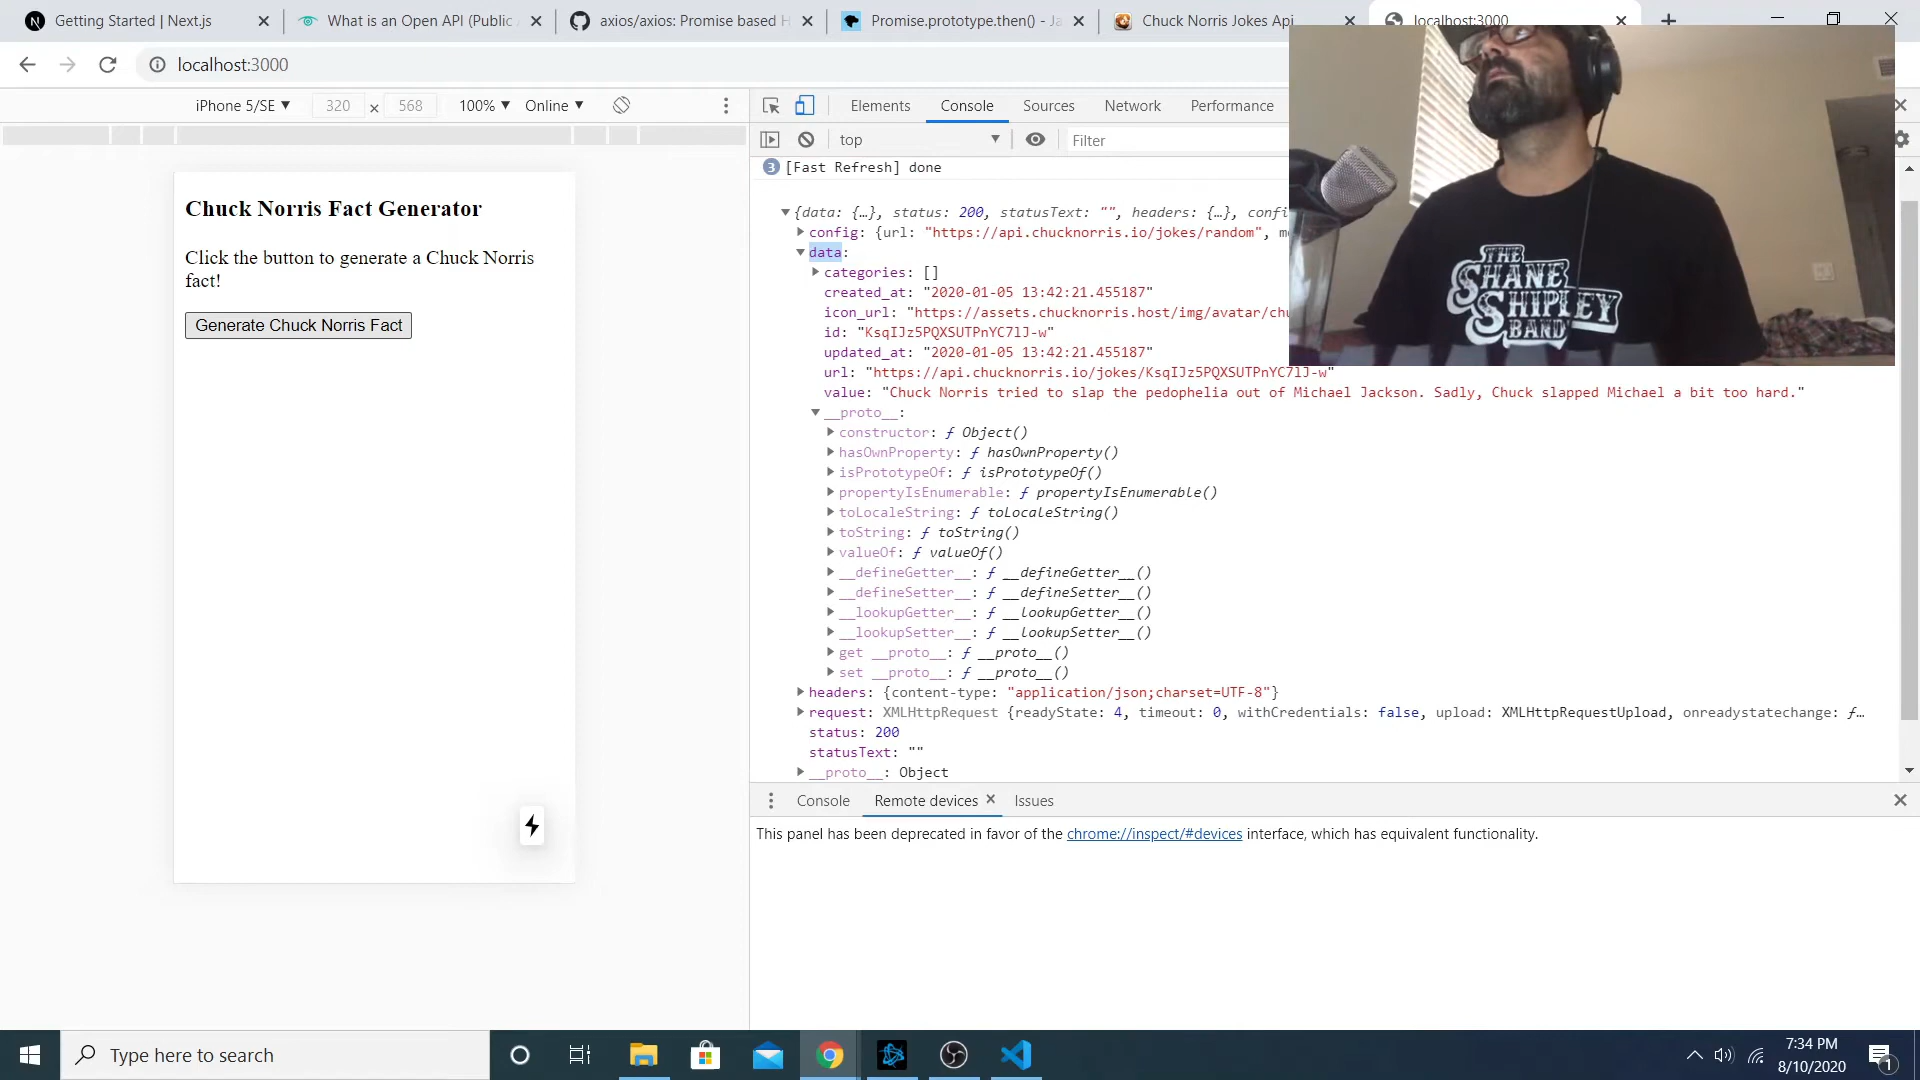 Getting Started | Next.js
What is an Open API (Public
axios/axios: Promise based H
Promise.prototype.then() - Ja
Chuck Norris Jokes Api
localhost:3000
localhost:3000
iPhone 5/SE ▼ 320 × 568 100% ▼ Online ▼
Elements Console Sources Network Performance
top ▼ Filter
3 [Fast Refresh] done
Chuck Norris Fact Generator
Click the button to generate a Chuck Norris
fact!
Generate Chuck Norris Fact
▼{data: {…}, status: 200, statusText: "", headers: {…}, confi
▶config: {url: "https://api.chucknorris.io/jokes/random", m
▼data:
▶categories: []
created_at: "2020-01-05 13:42:21.455187"
icon_url: "https://assets.chucknorris.host/img/avatar/chu
id: "KsqIJz5PQXSUTPnYC7lJ-w"
updated_at: "2020-01-05 13:42:21.455187"
url: "https://api.chucknorris.io/jokes/KsqIJz5PQXSUTPnYC7lJ-w"
value: "Chuck Norris tried to slap the pedophelia out of Michael Jackson. Sadly, Chuck slapped Michael a bit too hard."
▼__proto__:
▶constructor: ƒ Object()
▶hasOwnProperty: ƒ hasOwnProperty()
▶isPrototypeOf: ƒ isPrototypeOf()
▶propertyIsEnumerable: ƒ propertyIsEnumerable()
▶toLocaleString: ƒ toLocaleString()
▶toString: ƒ toString()
▶valueOf: ƒ valueOf()
▶__defineGetter__: ƒ __defineGetter__()
▶__defineSetter__: ƒ __defineSetter__()
▶__lookupGetter__: ƒ __lookupGetter__()
▶__lookupSetter__: ƒ __lookupSetter__()
▶get __proto__: ƒ __proto__()
▶set __proto__: ƒ __proto__()
▶headers: {content-type: "application/json;charset=UTF-8"}
▶request: XMLHttpRequest {readyState: 4, timeout: 0, withCredentials: false, upload: XMLHttpRequestUpload, onreadystatechange: ƒ…
status: 200
statusText: ""
▶__proto__: Object
Console Remote devices × Issues
This panel has been deprecated in favor of the chrome://inspect/#devices interface, which has equivalent functionality.
THE
SHANE
SHIPLEY
BAND
Type here to search
7:34 PM
8/10/2020
1